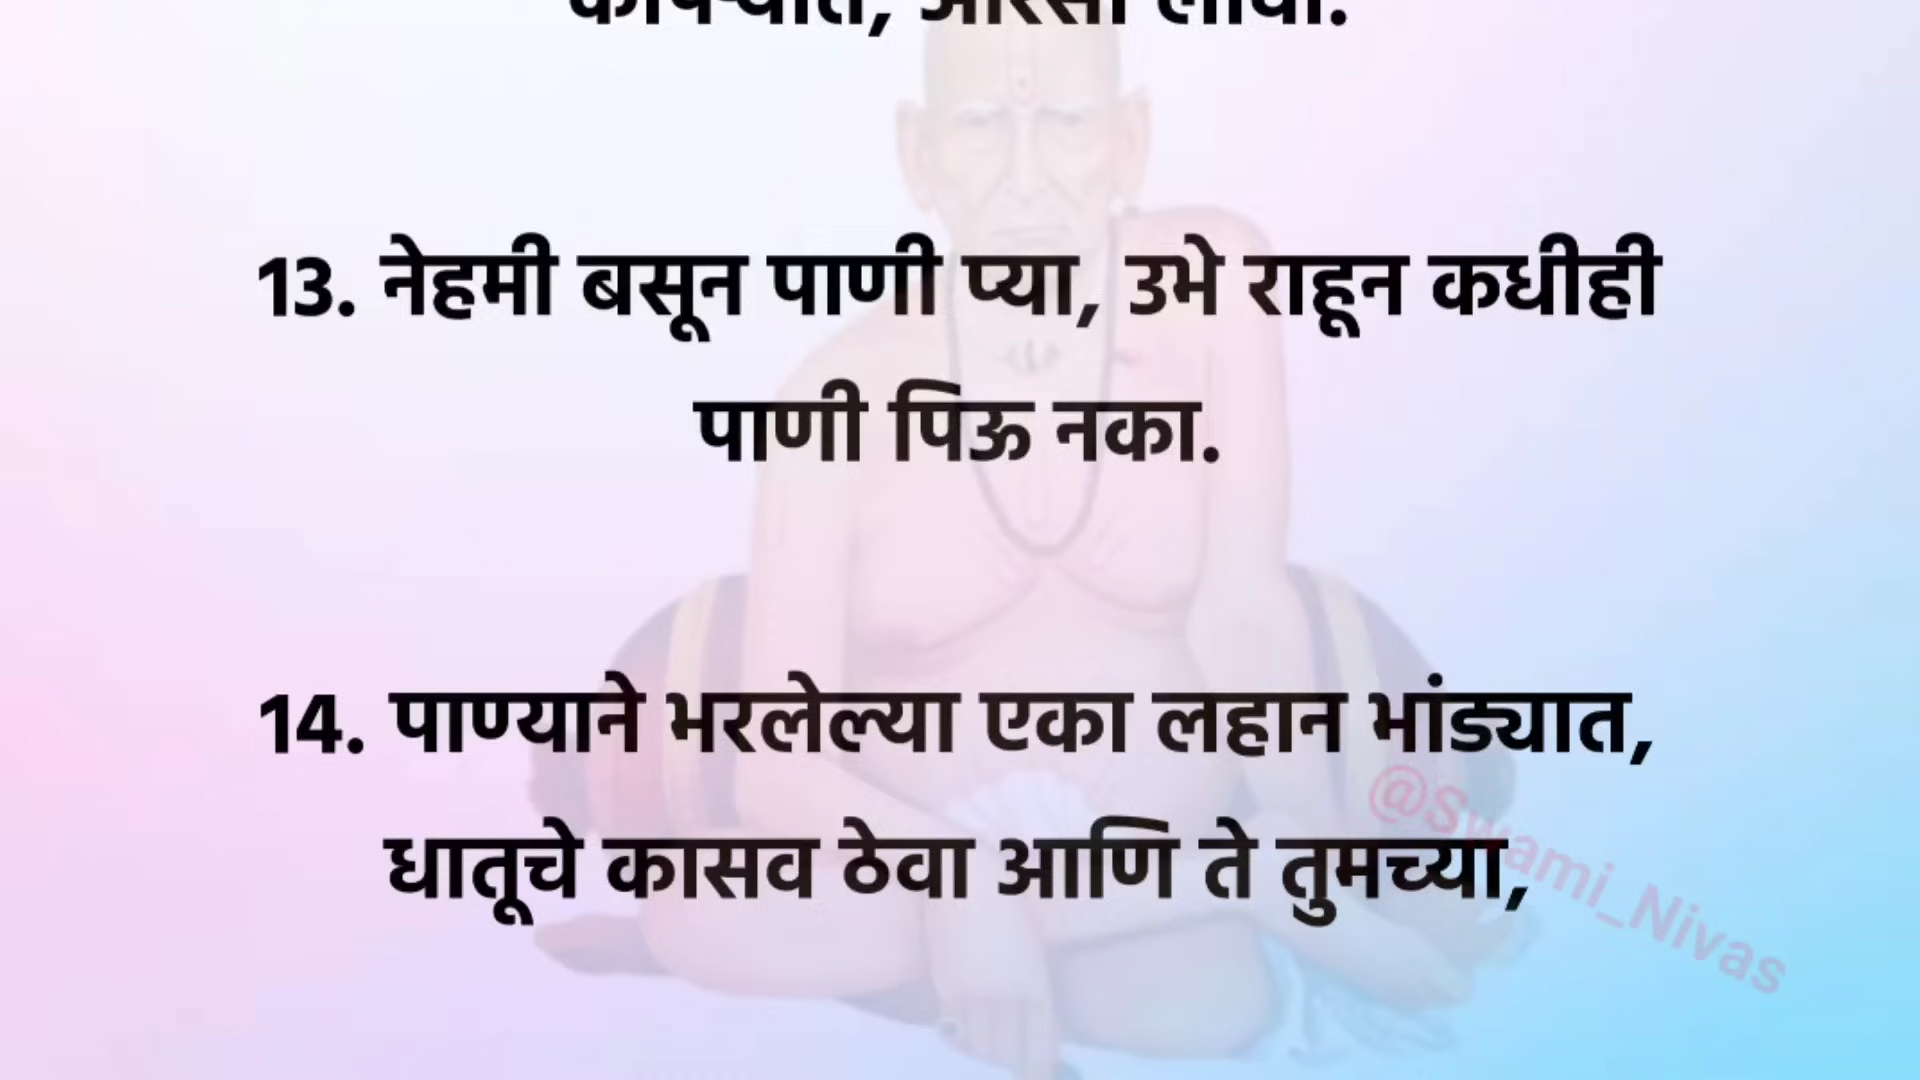 13. नेहमी बसून पाणी प्या, उभे राहून कधीही
पाणी पिऊ नका.
14. पाण्याने भरलेल्या एका लहान भांड्यात,
धातूचे कासव ठेवा आणि ते तुमच्या,
@Swami_Nivas